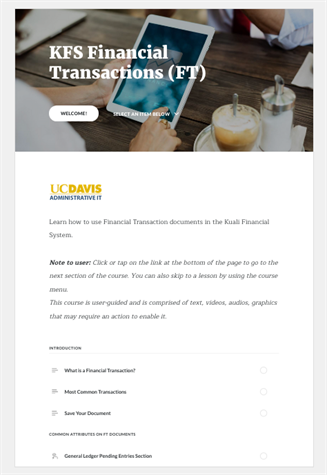 KFS Financial
Transactions (FT)
WELCOME!
SELECT AN ITEM BELOW
UCDAVIS
ADMINISTRATIVE IT
Learn how to use Financial Transaction documents in the Kuali Financial
System.
Note to user: Click or tap on the link at the bottom of the page to go to the
next section of the course. You can also skip to a lesson by using the course
menu.
This course is user-guided and is comprised of text, videos, audios, graphics
that may require an action to enable it.
INTRODUCTION
What is a Financial Transaction?
Most Common Transactions
Save Your Document
COMMON ATTRIBUTES ON FT DOCUMENTS
General Ledger Pending Entries Section